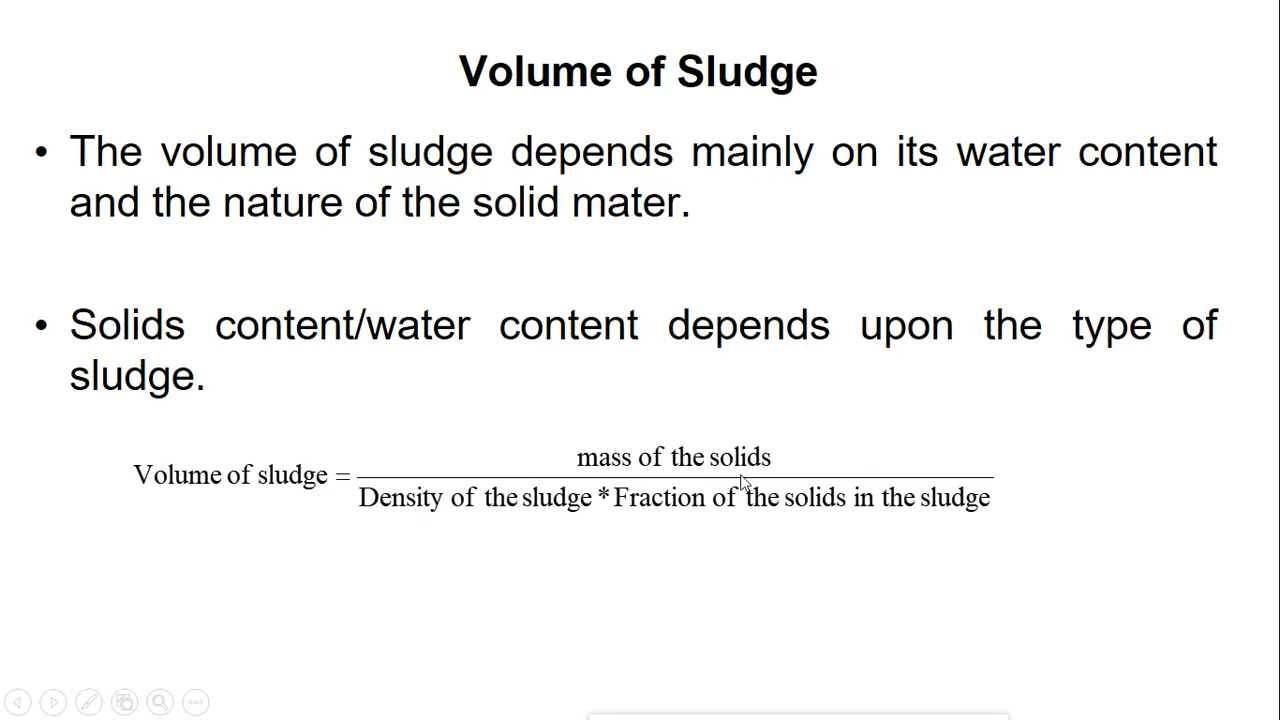 Volume of Sludge
• The volume of sludge depends mainly on its water content
and the nature of the solid mater.
• Solids content/water content depends upon the type of
sludge.
mass of the solids
Volume of sludge =
Density of the sludge * Fraction of the solids in the sludge